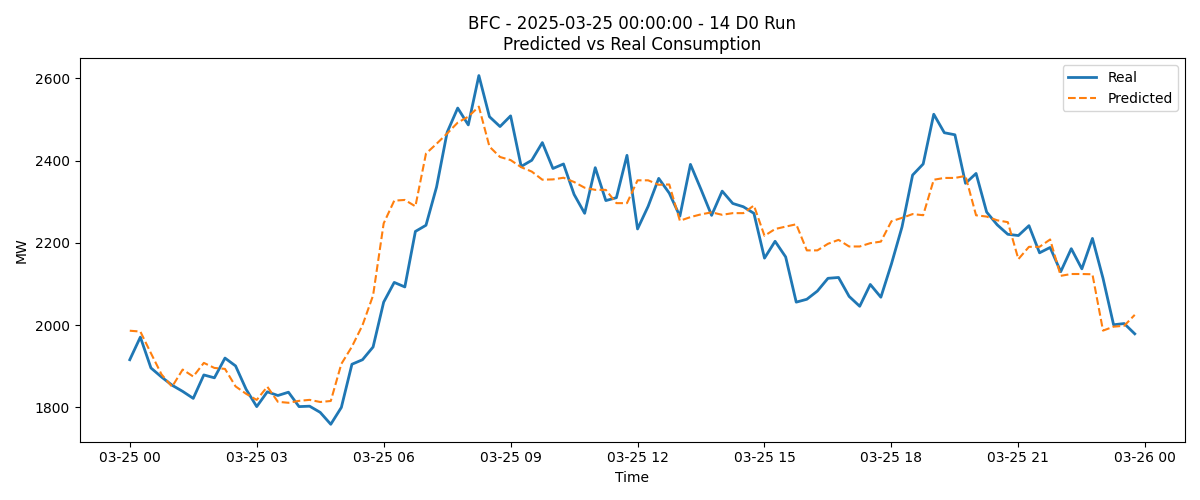 BFC - 2025-03-25 00:00:00 - 14 D0 Run
Predicted vs Real Consumption
Real
Predicted
MW
2600
2400
2200
2000
1800
03-25 00
03-25 03
03-25 06
03-25 09
03-25 12
03-25 15
03-25 18
03-25 21
03-26 00
Time